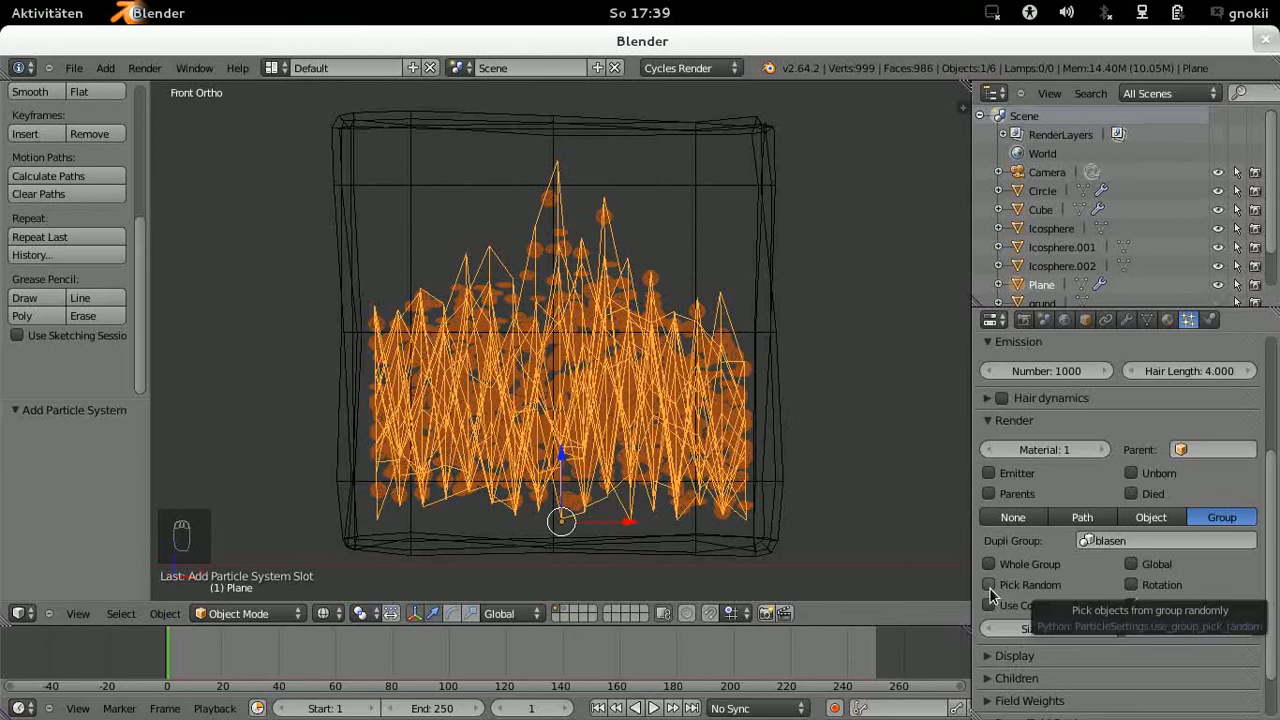 Aktivitäten Blender So 17:39 gnokii
Blender
File Add Render Window Help Default Scene Cycles Render v2.64.2 | Verts:999 | Faces:986 | Objects:1/6 | Lamps:0/0 | Mem:14.40M (10.05M) | Plane
Smooth Flat
Keyframes:
Insert Remove
Motion Paths:
Calculate Paths
Clear Paths
Repeat:
Repeat Last
History...
Grease Pencil:
Draw Line
Poly Erase
Use Sketching Sessio
Add Particle System
Front Ortho
Last: Add Particle System Slot
(1) Plane
View Search All Scenes
Scene
RenderLayers
World
Camera
Circle
Cube
Icosphere
Icosphere.001
Icosphere.002
Plane
grund
Emission
Number: 1000 Hair Length: 4.000
Hair dynamics
Render
Material: 1 Parent:
Emitter Unborn
Parents Died
None Path Object Group
Dupli Group: blasen
Whole Group Global
Pick Random Rotation
Use Co
Pick objects from group randomly
Python: ParticleSettings.use_group_pick_random
Display
Children
Field Weights
View Select Object Object Mode Global
-40 -20 0 20 40 60 80 100 120 140 160 180 200 220 240 260
View Marker Frame Playback Start: 1 End: 250 1 No Sync